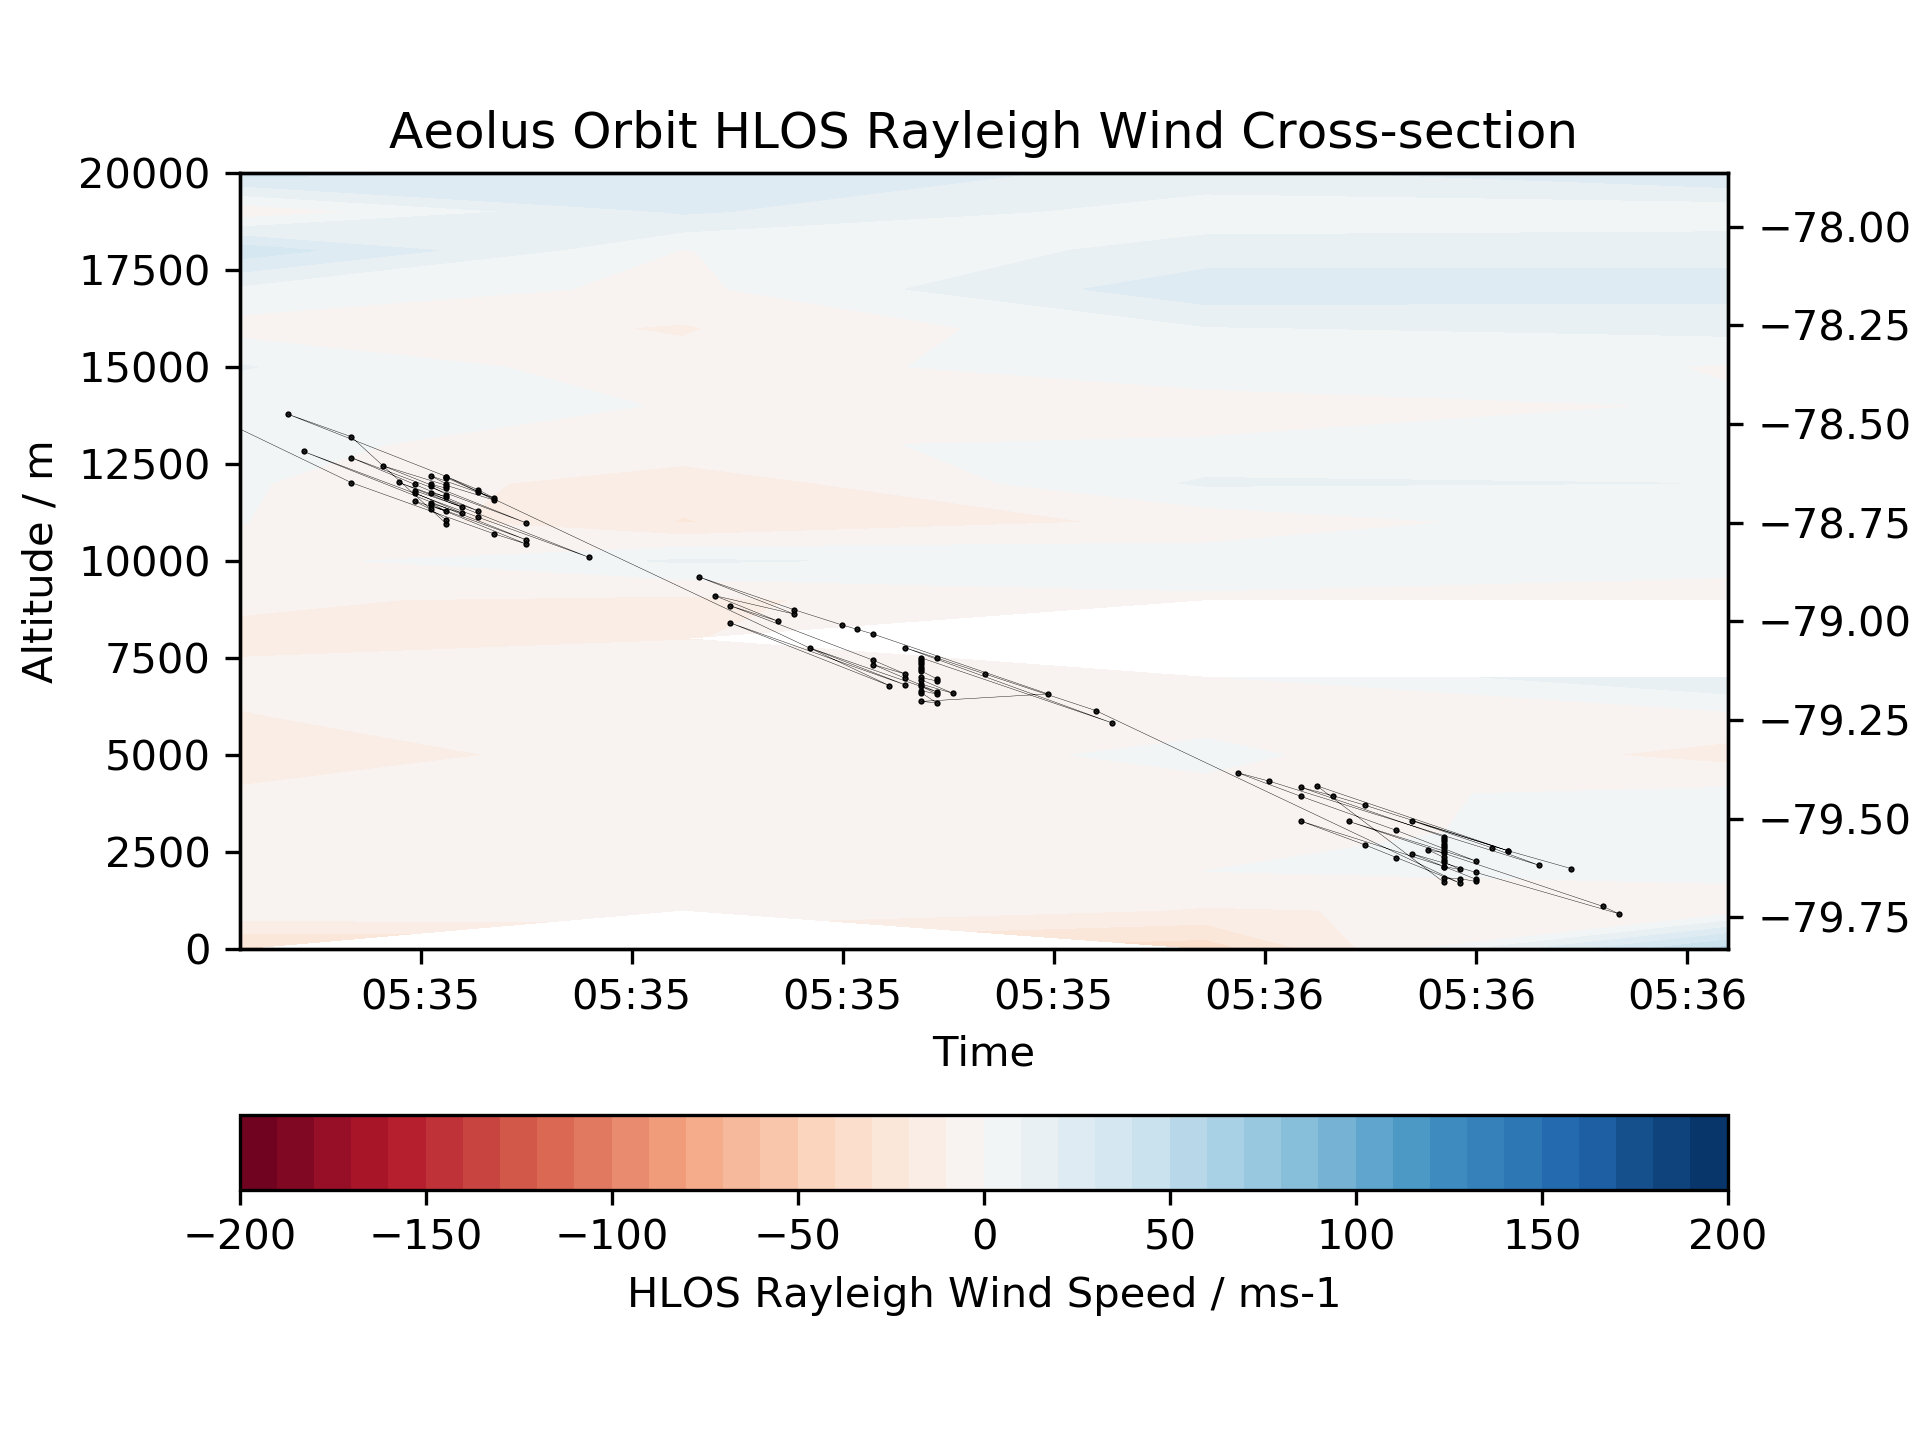 Aeolus Orbit HLOS Rayleigh Wind Cross-section
20000
17500
15000
12500
10000
7500
5000
2500
0
Altitude / m
−78.00
−78.25
−78.50
−78.75
−79.00
−79.25
−79.50
−79.75
05:35 05:35 05:35 05:35 05:36 05:36 05:36
Time
−200 −150 −100 −50 0 50 100 150 200
HLOS Rayleigh Wind Speed / ms-1